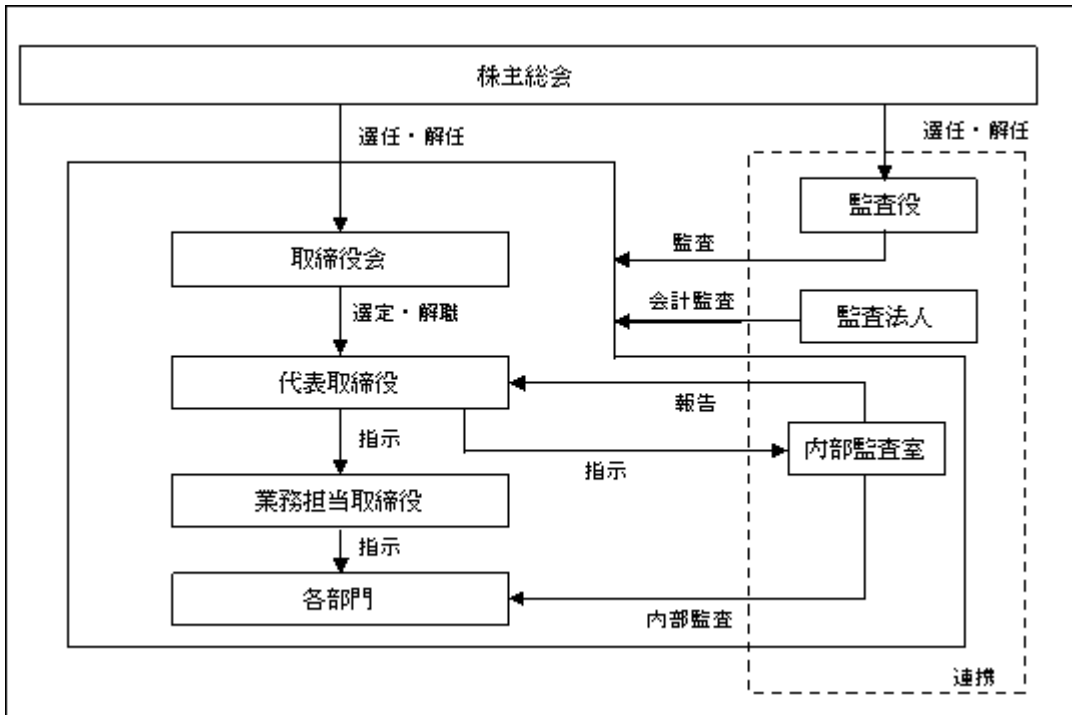 株主総会
選任・解任
選任・解任
監査役
監査
取締役会
会計監査
監査法人
選定・解職
代表取締役
報告
指示
内部監査室
指示
業務担当取締役
指示
各部門
内部監査
連携